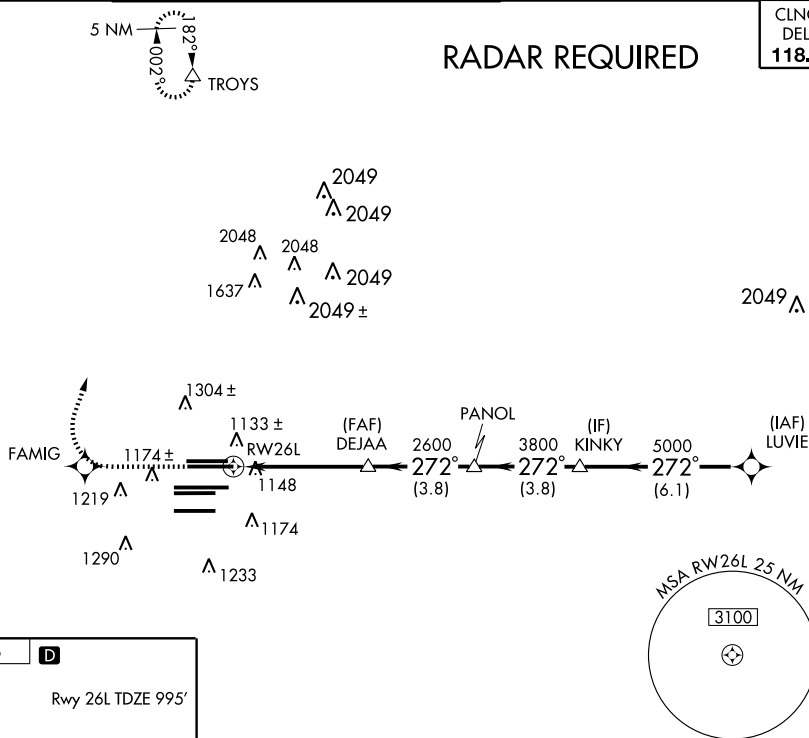 CLNC
DEL
118.
5 NM
182°
002°
TROYS
RADAR REQUIRED
2049
2049
2048
2048
2049
1637
2049 ±
2049
1304 ±
1133 ±
RW26L
(FAF)
DEJAA
PANOL
(IF)
KINKY
(IAF)
LUVIE
2600
272°
(3.8)
3800
272°
(3.8)
5000
272°
(6.1)
FAMIG
1174 ±
1148
1219
1174
1290
1233
MSA RW26L 25 NM
3100
D
Rwy 26L TDZE 995'